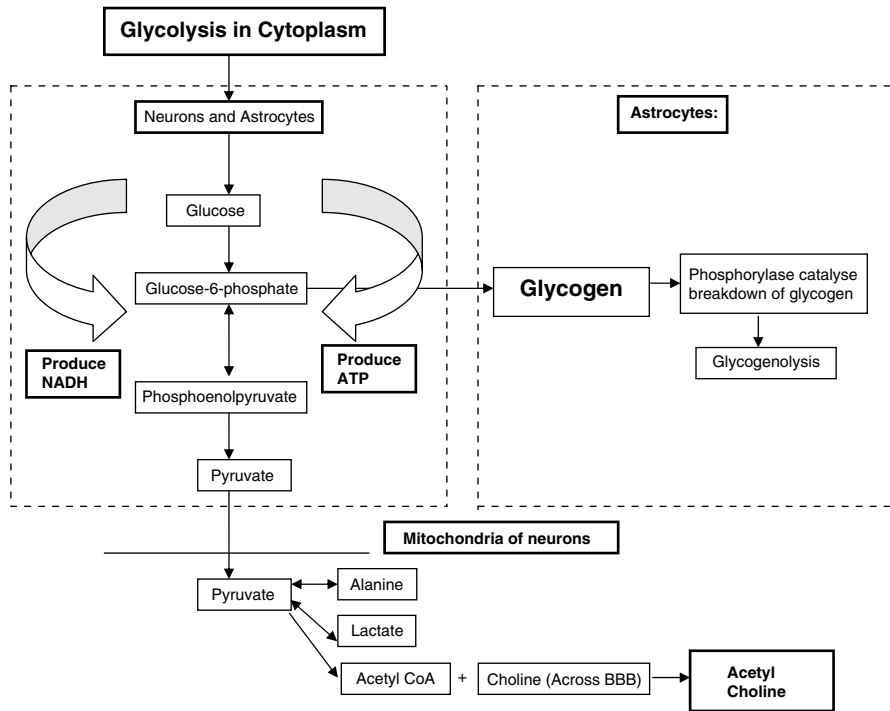 Glycolysis in Cytoplasm
Neurons and Astrocytes
Astrocytes:
Glucose
Glucose-6-phosphate
Glycogen
Phosphorylase catalyse
breakdown of glycogen
Produce
NADH
Produce
ATP
Glycogenolysis
Phosphoenolpyruvate
Pyruvate
Mitochondria of neurons
Pyruvate
Alanine
Lactate
Acetyl CoA + Choline (Across BBB)
Acetyl
Choline